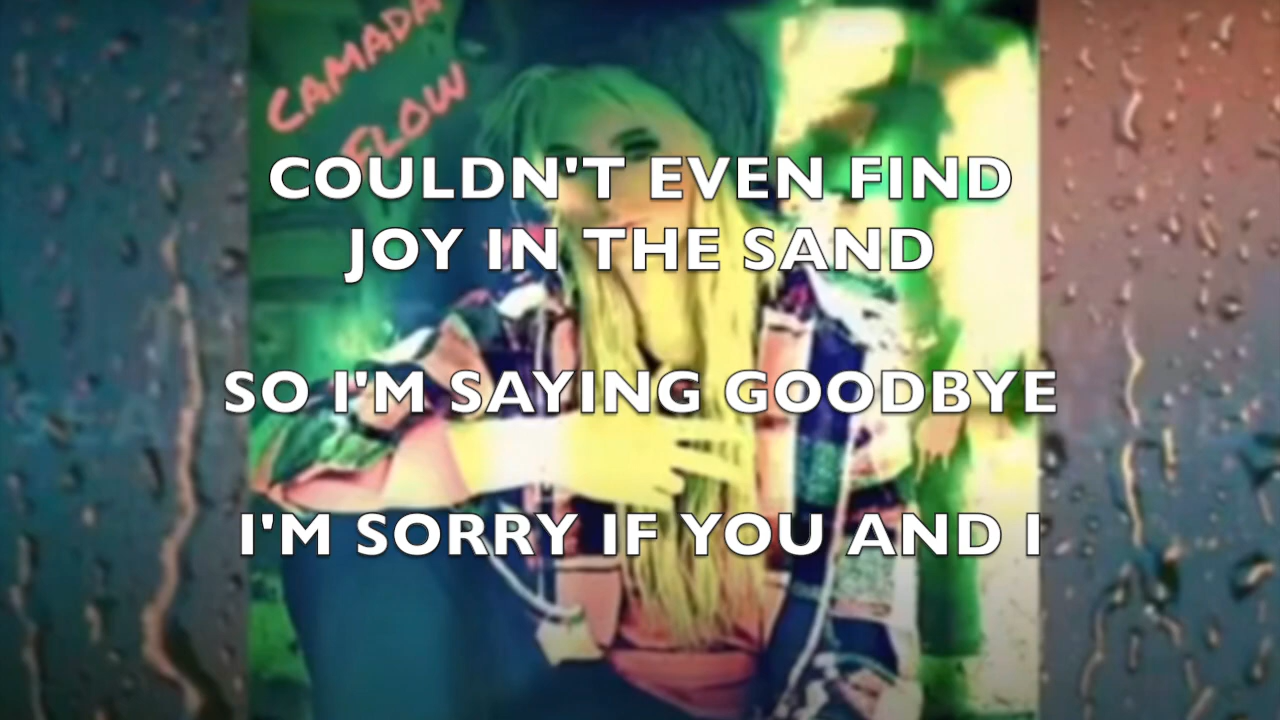 CAMADA
FLOW
COULDN'T EVEN FIND
JOY IN THE SAND
SO I'M SAYING GOODBYE
I'M SORRY IF YOU AND I